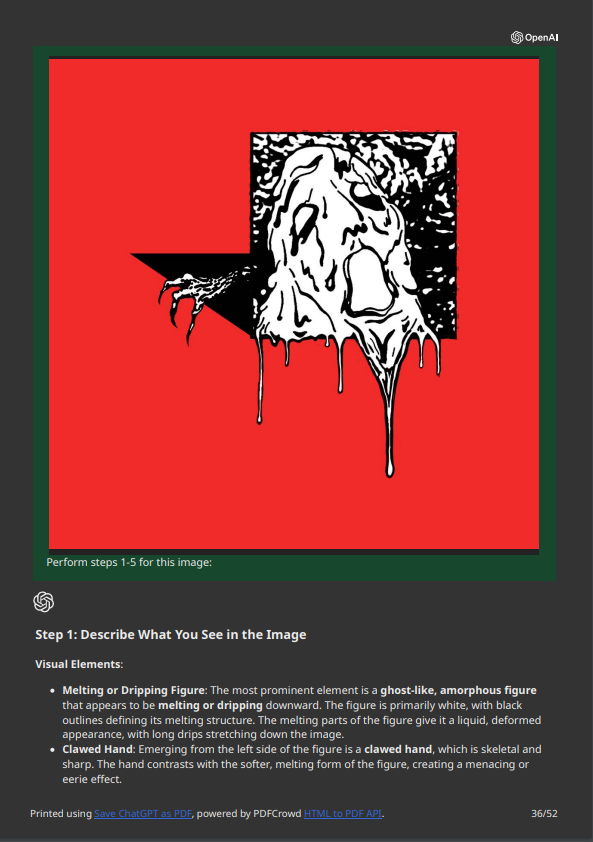 OpenAI
Perform steps 1-5 for this image:
Step 1: Describe What You See in the Image
Visual Elements:
• Melting or Dripping Figure: The most prominent element is a ghost-like, amorphous figure
that appears to be melting or dripping downward. The figure is primarily white, with black
outlines defining its melting structure. The melting parts of the figure give it a liquid, deformed
appearance, with long drips stretching down the image.
• Clawed Hand: Emerging from the left side of the figure is a clawed hand, which is skeletal and
sharp. The hand contrasts with the softer, melting form of the figure, creating a menacing or
eerie effect.
Printed using Save ChatGPT as PDF, powered by PDFCrowd HTML to PDF API. 36/52